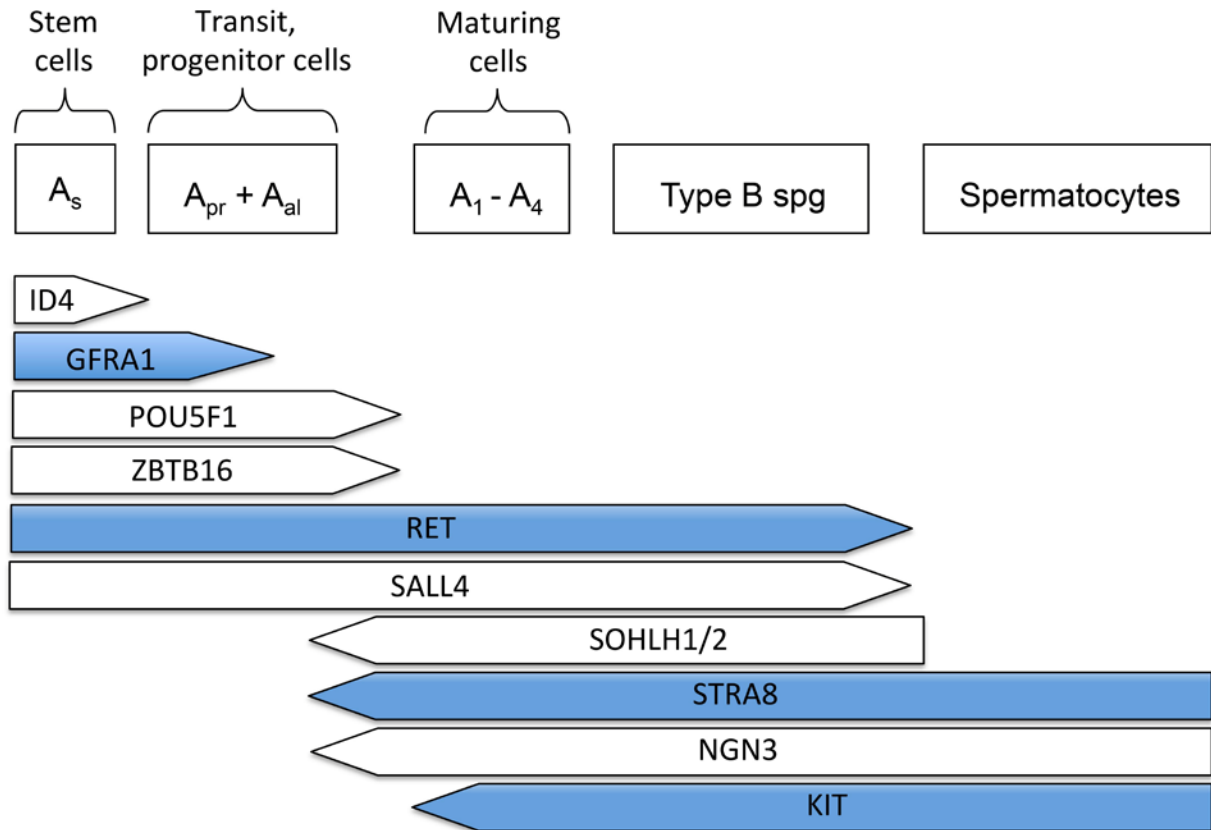 Stem
cells
Transit,
progenitor cells
Maturing
cells
Aₛ
Aₚᵣ + Aₐₗ
A₁ - A₄
Type B spg
Spermatocytes
ID4
GFRA1
POU5F1
ZBTB16
RET
SALL4
SOHLH1/2
STRA8
NGN3
KIT